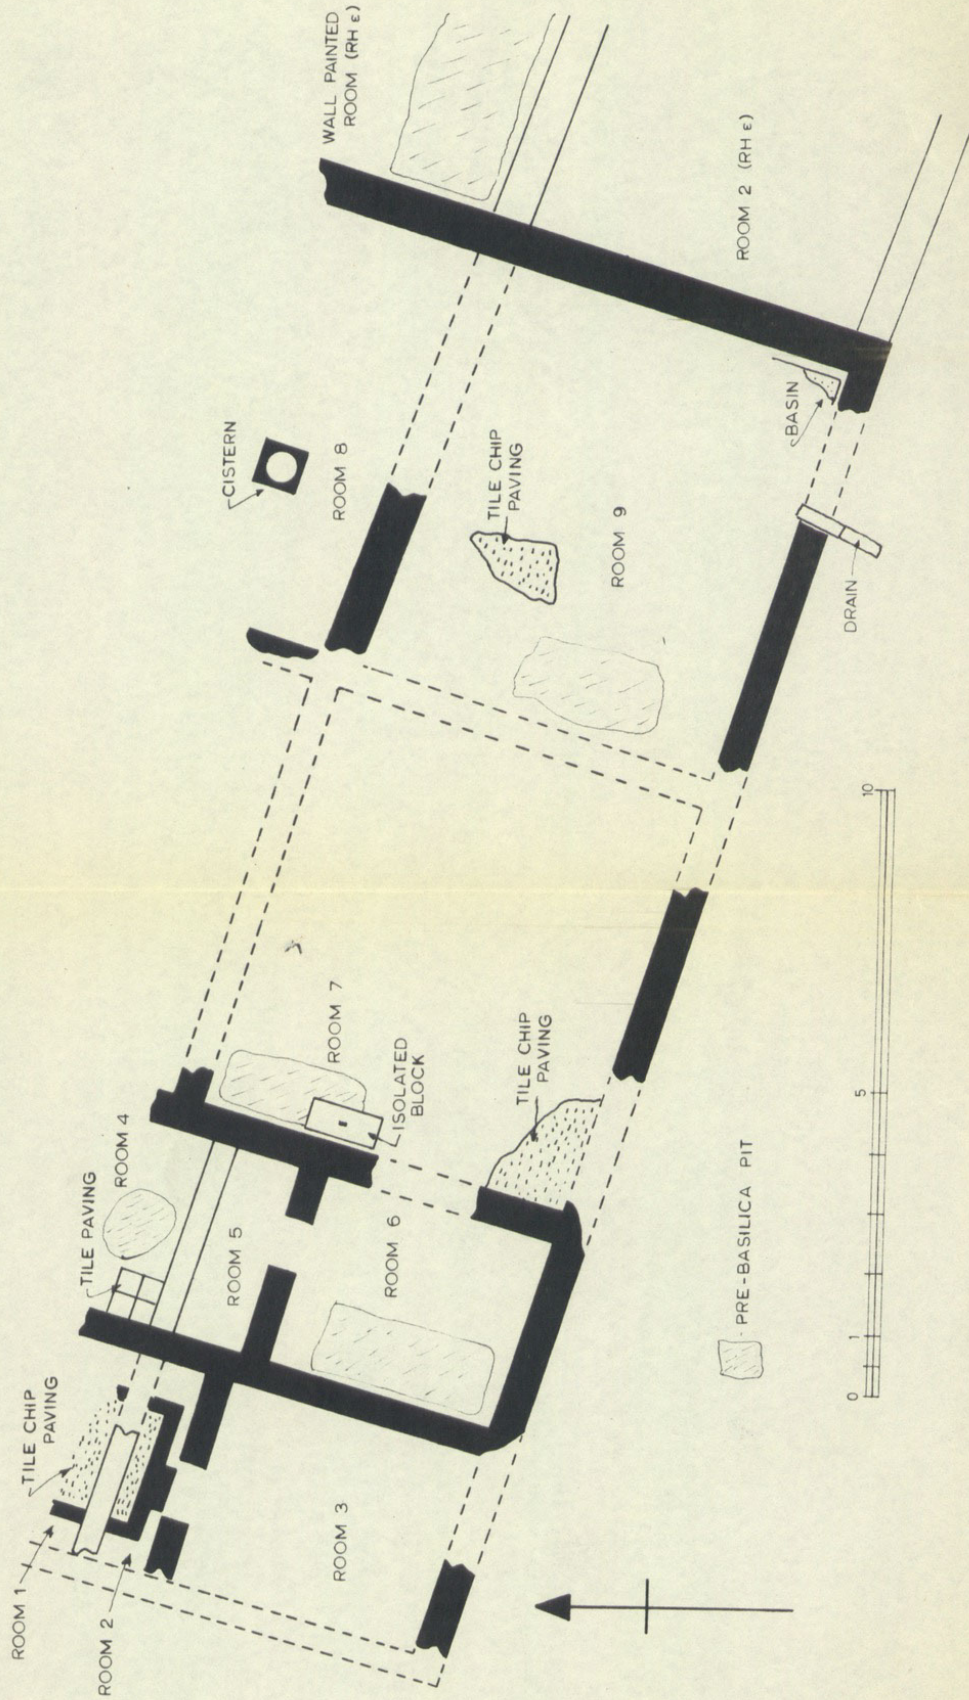 ROOM 1
ROOM 2
TILE CHIP
PAVING
ROOM 3
TILE PAVING
ROOM 4
ROOM 5
ROOM 6
ROOM 7
ISOLATED
BLOCK
TILE CHIP
PAVING
CISTERN
ROOM 8
TILE CHIP
PAVING
ROOM 9
BASIN
DRAIN
WALL PAINTED
ROOM (RH ε)
ROOM 2 (RH ε)
- PRE-BASILICA PIT
0 1 5 10